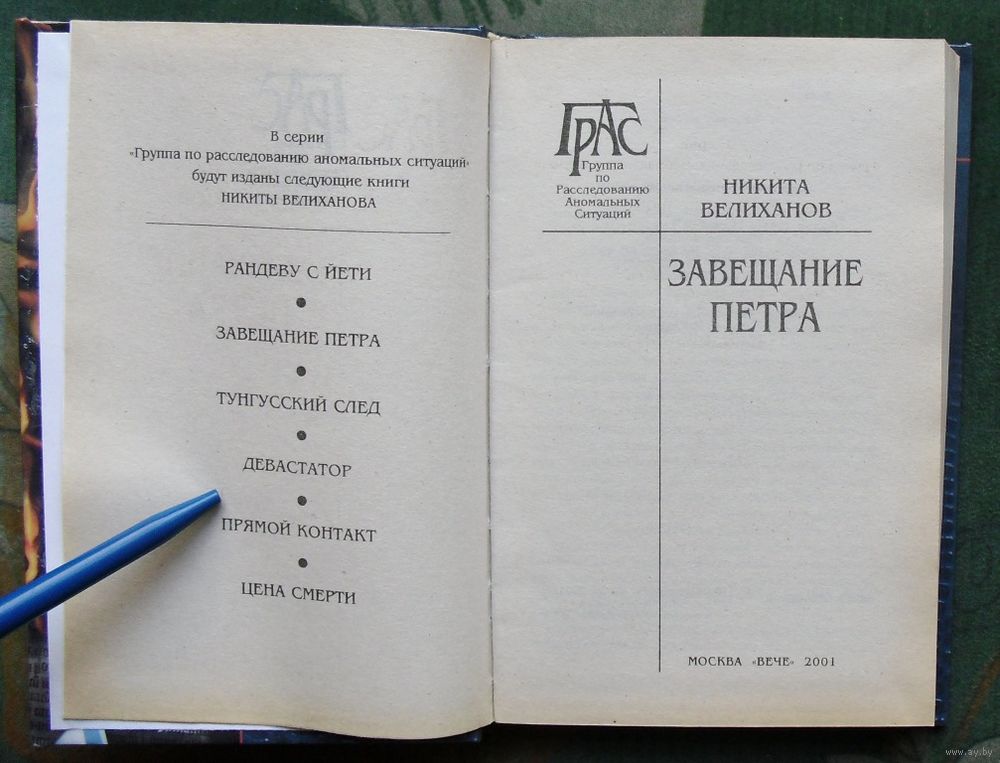 В серии
«Группа по расследованию аномальных ситуаций»
будут изданы следующие книги
НИКИТЫ ВЕЛИХАНОВА
РАНДЕВУ С ЙЕТИ
ЗАВЕЩАНИЕ ПЕТРА
ТУНГУССКИЙ СЛЕД
ДЕВАСТАТОР
ПРЯМОЙ КОНТАКТ
ЦЕНА СМЕРТИ
ГРАС
Группа
по
Расследованию
Аномальных
Ситуаций
НИКИТА
ВЕЛИХАНОВ
ЗАВЕЩАНИЕ
ПЕТРА
МОСКВА «ВЕЧЕ» 2001
www.ay.by